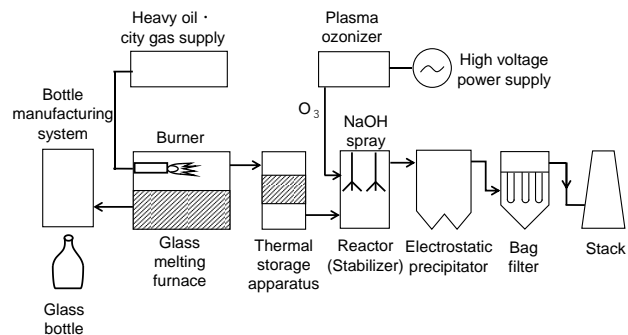 Heavy oil・
city gas supply
Plasma
ozonizer
High voltage
power supply
Bottle
manufacturing
system
Burner
O3
NaOH
spray
Glass
melting
furnace
Thermal
storage
apparatus
Reactor
(Stabilizer)
Electrostatic
precipitator
Bag
filter
Stack
Glass
bottle